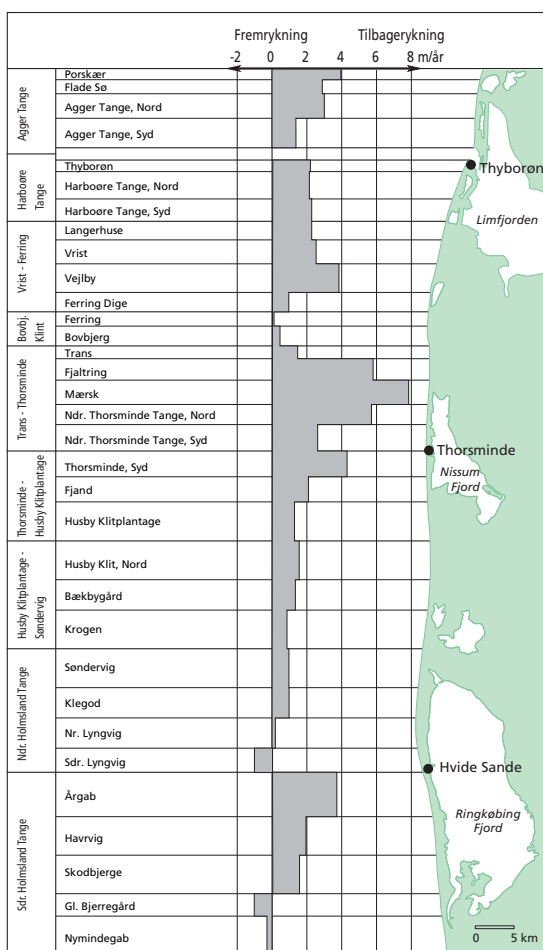 Fremrykning Tilbagerykning
-2 0 2 4 6 8 m/år
Agger Tange
Porskær
Flade Sø
Agger Tange, Nord
Agger Tange, Syd
Harboøre
Tange
Thyborøn
Harboøre Tange, Nord
Harboøre Tange, Syd
Vrist - Ferring
Langerhuse
Vrist
Vejlby
Ferring Dige
Bovbj.
Klint
Ferring
Bovbjerg
Trans - Thorsminde
Trans
Fjaltring
Mærsk
Ndr. Thorsminde Tange, Nord
Ndr. Thorsminde Tange, Syd
Thorsminde -
Husby Klitplantage
Thorsminde, Syd
Fjand
Husby Klitplantage
Husby Klitplantage -
Søndervig
Husby Klit, Nord
Bækbygård
Krogen
Ndr. Holmsland Tange
Søndervig
Klegod
Nr. Lyngvig
Sdr. Lyngvig
Sdr. Holmsland Tange
Årgab
Havrvig
Skodbjerge
Gl. Bjerregård
Nymindegab
Thyborøn
Limfjorden
Thorsminde
Nissum
Fjord
Hvide Sande
Ringkøbing
Fjord
0 5 km